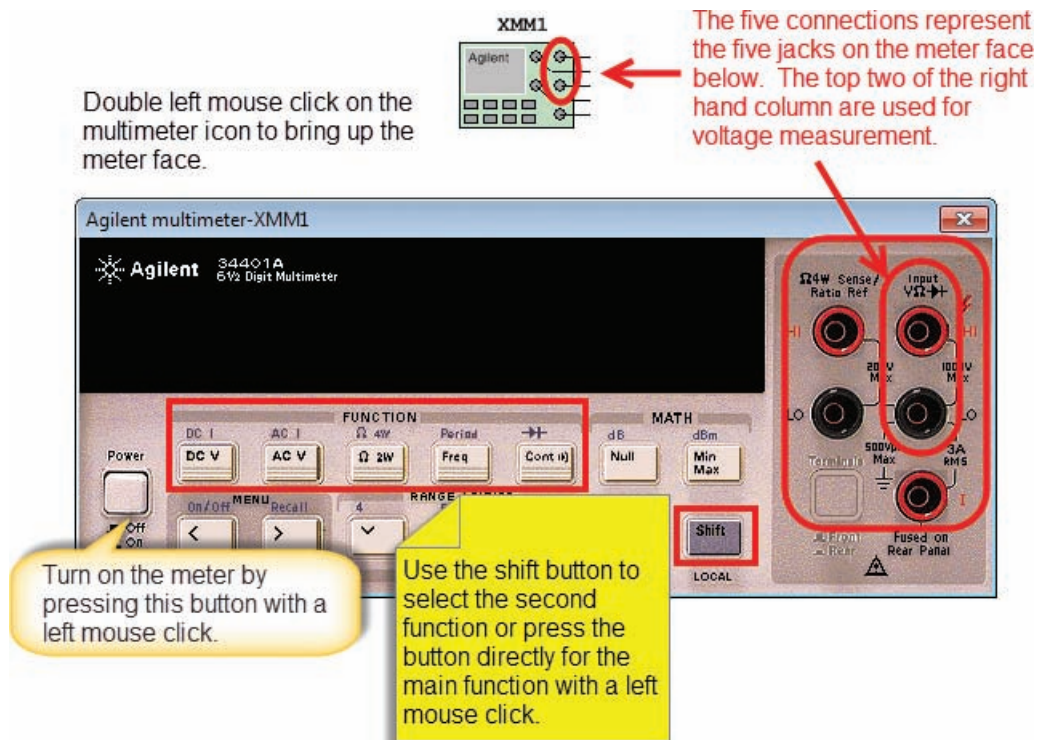 XMM1
Agilent
The five connections represent
the five jacks on the meter face
below. The top two of the right
hand column are used for
voltage measurement.
Double left mouse click on the
multimeter icon to bring up the
meter face.
Agilent multimeter-XMM1
Agilent 34401A
6½ Digit Multimeter
Ω4W Sense/
Ratio Ref
Input
VΩ
HI
HI
Max
Max
LO
LO
Max
3A
RMS
Terminals
I
Front
Rear
Fused on
Rear Panal
FUNCTION
MATH
DC I
AC I
Ω 4W
Period
dB
dBm
Power
DC V
AC V
Ω 2W
Freq
Cont
Null
Min
Max
Off
On
MENU
On/Off
Recall
4
<
>
Shift
LOCAL
Turn on the meter by
pressing this button with a
left mouse click.
Use the shift button to
select the second
function or press the
button directly for the
main function with a left
mouse click.